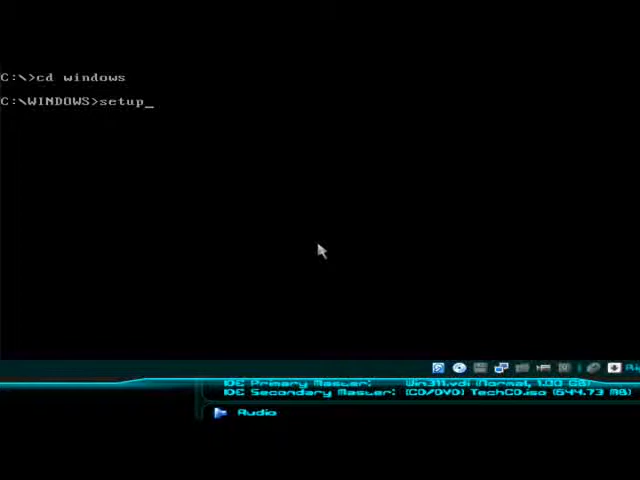 C:\>cd windows
C:\WINDOWS>setup_
IDE Primary Master: Win311.vdi (Normal, 1.00 GB)
IDE Secondary Master: (CD/DVD) TechCD.iso (644.73 MB)
Audio